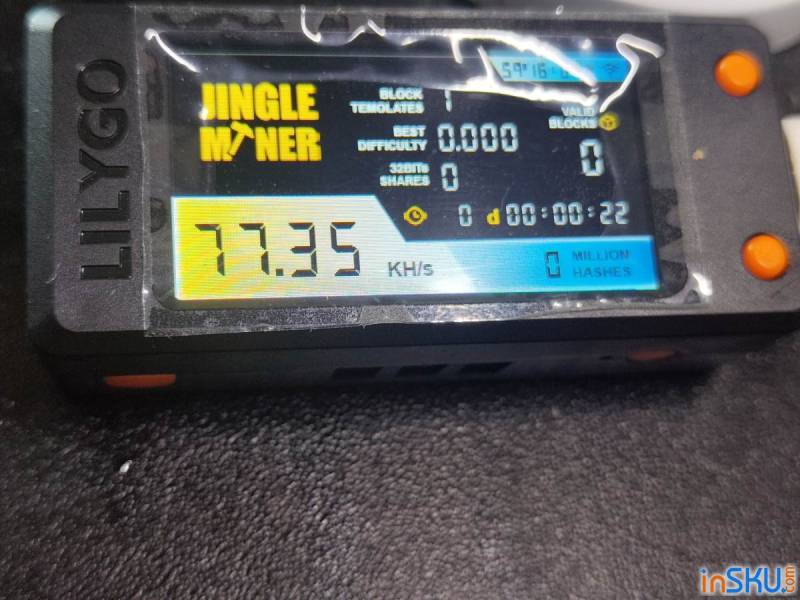 LILYGO
JINGLE
MINER
BLOCK
TEMOLATES
1
BEST
DIFFICULTY
0.000
32BITs
SHARES
0
VALID
BLOCKS
0
0 d 00:00:22
77.35 KH/s
0
MILLION
HASHES
inSKU.com